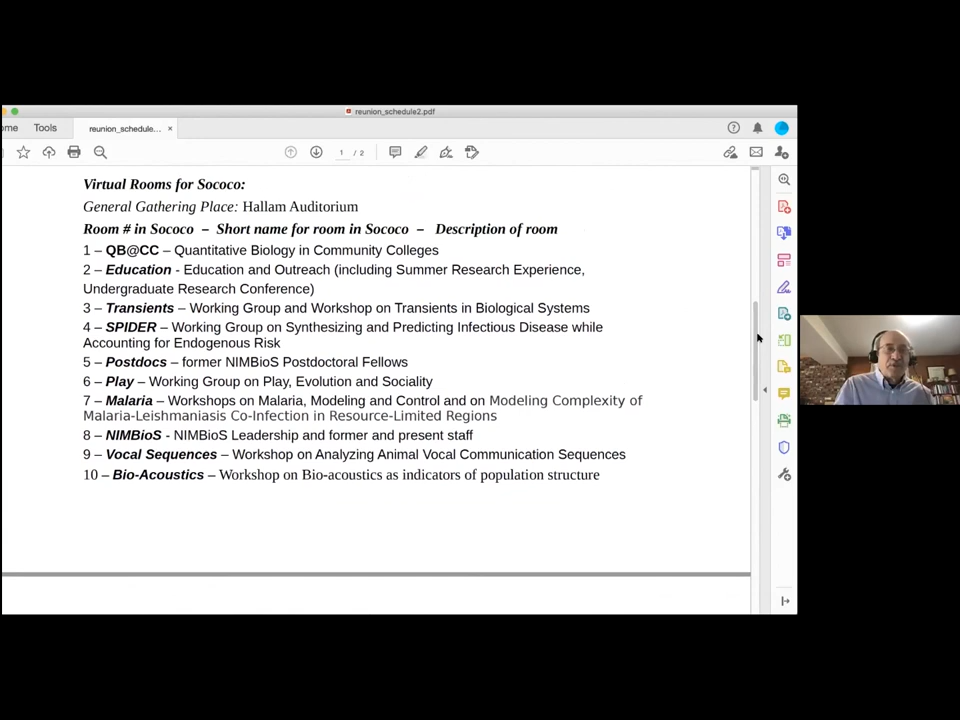 reunion_schedule2.pdf
ome Tools reunion_schedule... ×
1 / 2
Virtual Rooms for Sococo:
General Gathering Place: Hallam Auditorium
Room # in Sococo – Short name for room in Sococo – Description of room
1 – QB@CC – Quantitative Biology in Community Colleges
2 – Education - Education and Outreach (including Summer Research Experience,
Undergraduate Research Conference)
3 – Transients – Working Group and Workshop on Transients in Biological Systems
4 – SPIDER – Working Group on Synthesizing and Predicting Infectious Disease while
Accounting for Endogenous Risk
5 – Postdocs – former NIMBioS Postdoctoral Fellows
6 – Play – Working Group on Play, Evolution and Sociality
7 – Malaria – Workshops on Malaria, Modeling and Control and on Modeling Complexity of
Malaria-Leishmaniasis Co-Infection in Resource-Limited Regions
8 – NIMBioS - NIMBioS Leadership and former and present staff
9 – Vocal Sequences – Workshop on Analyzing Animal Vocal Communication Sequences
10 – Bio-Acoustics – Workshop on Bio-acoustics as indicators of population structure